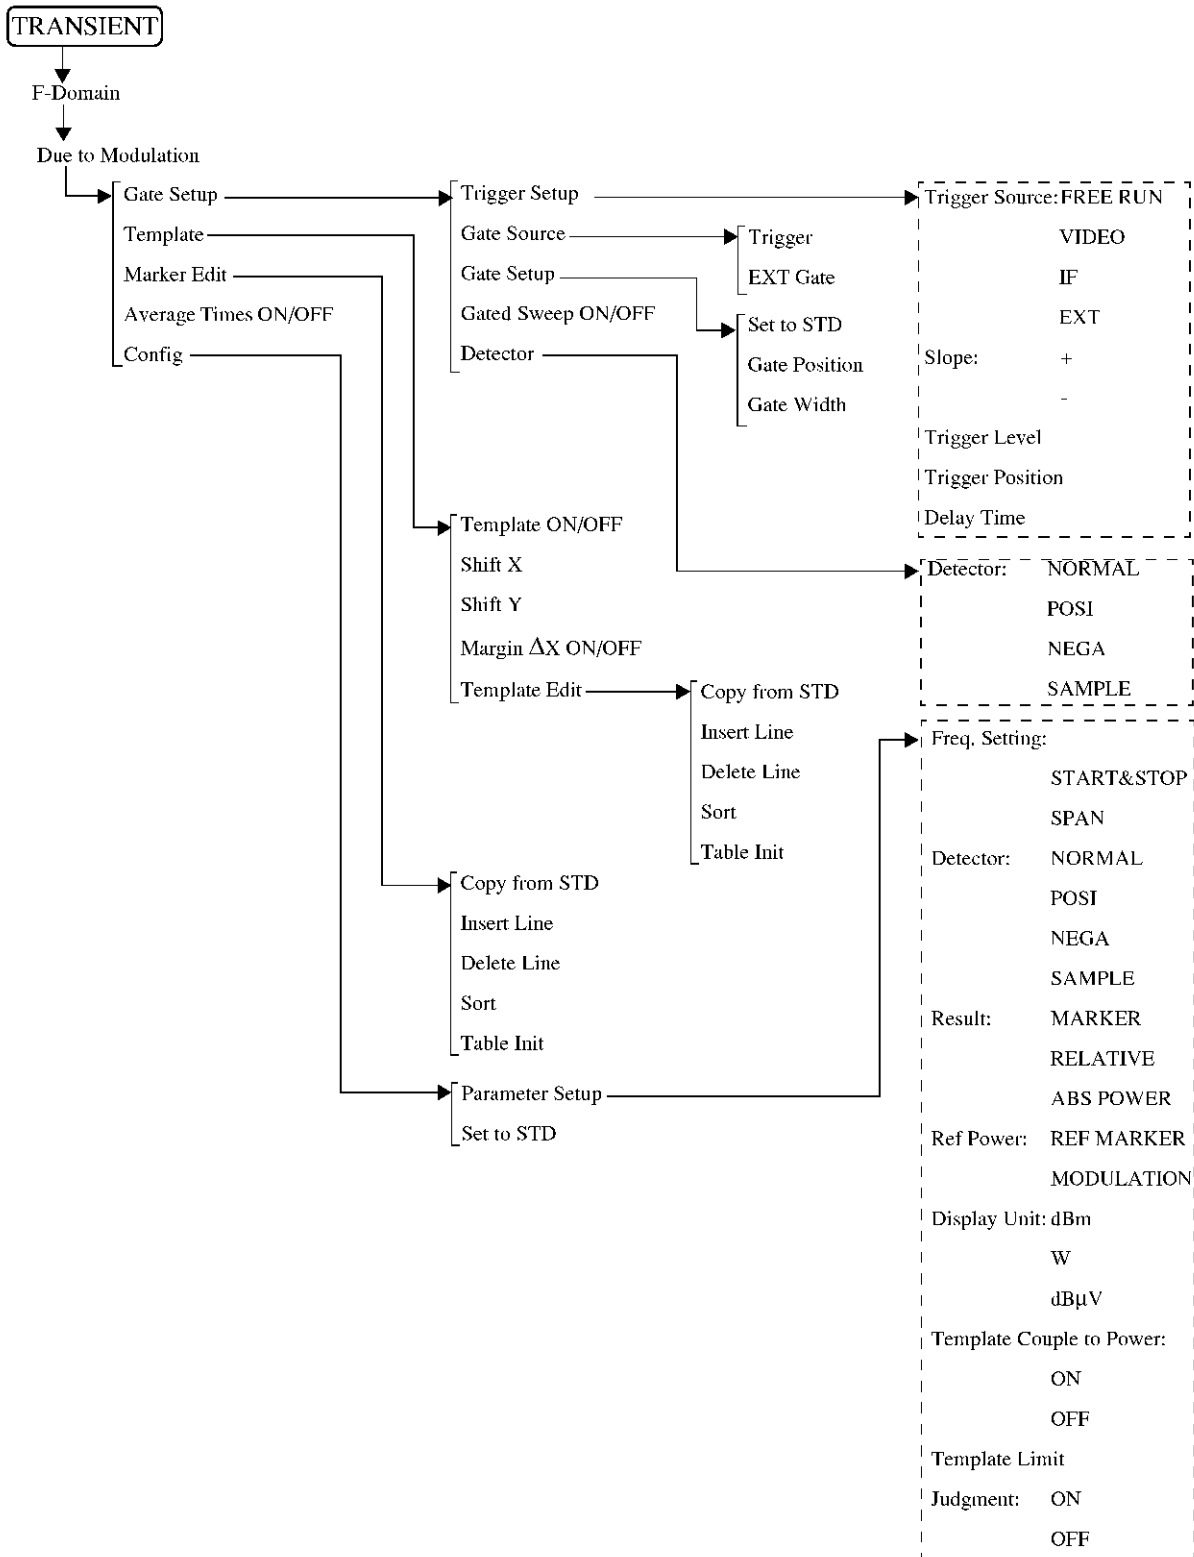 TRANSIENT
F-Domain
Due to Modulation
Gate Setup
Template
Marker Edit
Average Times ON/OFF
Config
Trigger Setup
Gate Source
Gate Setup
Gated Sweep ON/OFF
Detector
Trigger
EXT Gate
Set to STD
Gate Position
Gate Width
Trigger Source: FREE RUN
VIDEO
IF
EXT
Slope: +
-
Trigger Level
Trigger Position
Delay Time
Template ON/OFF
Shift X
Shift Y
Margin ΔX ON/OFF
Template Edit
Copy from STD
Insert Line
Delete Line
Sort
Table Init
Detector: NORMAL
POSI
NEGA
SAMPLE
Copy from STD
Insert Line
Delete Line
Sort
Table Init
Parameter Setup
Set to STD
Freq. Setting:
START&STOP
SPAN
Detector: NORMAL
POSI
NEGA
SAMPLE
Result: MARKER
RELATIVE
ABS POWER
Ref Power: REF MARKER
MODULATION
Display Unit: dBm
W
dBµV
Template Couple to Power:
ON
OFF
Template Limit
Judgment: ON
OFF